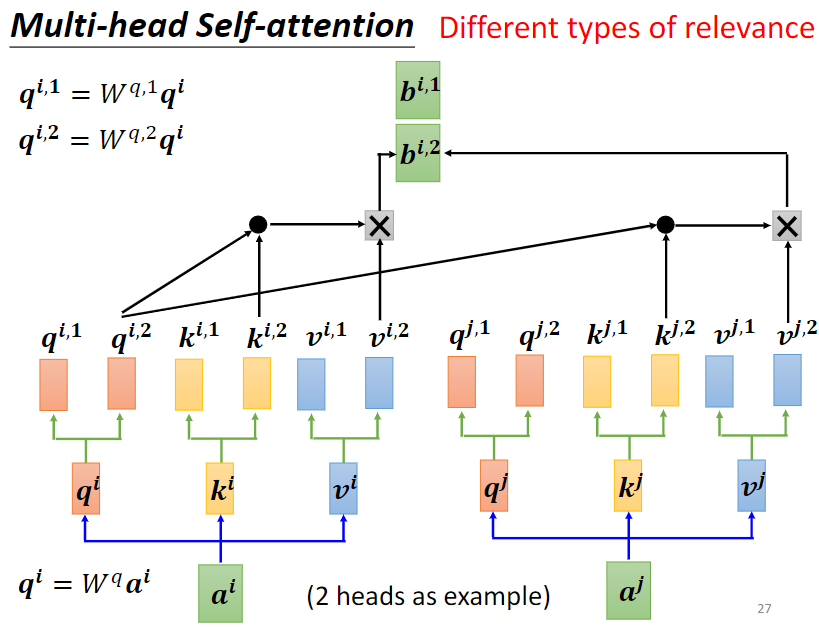 Multi-head Self-attention Different types of relevance
𝒒^{i,1} = W^{q,1}𝒒^i
𝒒^{i,2} = W^{q,2}𝒒^i
𝒃^{i,1}
𝒃^{i,2}
𝒒^{i,1} 𝒒^{i,2} 𝒌^{i,1} 𝒌^{i,2} 𝒗^{i,1} 𝒗^{i,2} 𝒒^{j,1} 𝒒^{j,2} 𝒌^{j,1} 𝒌^{j,2} 𝒗^{j,1} 𝒗^{j,2}
𝒒^i 𝒌^i 𝒗^i 𝒒^j 𝒌^j 𝒗^j
𝒒^i = W^q 𝒂^i
𝒂^i (2 heads as example) 𝒂^j
27